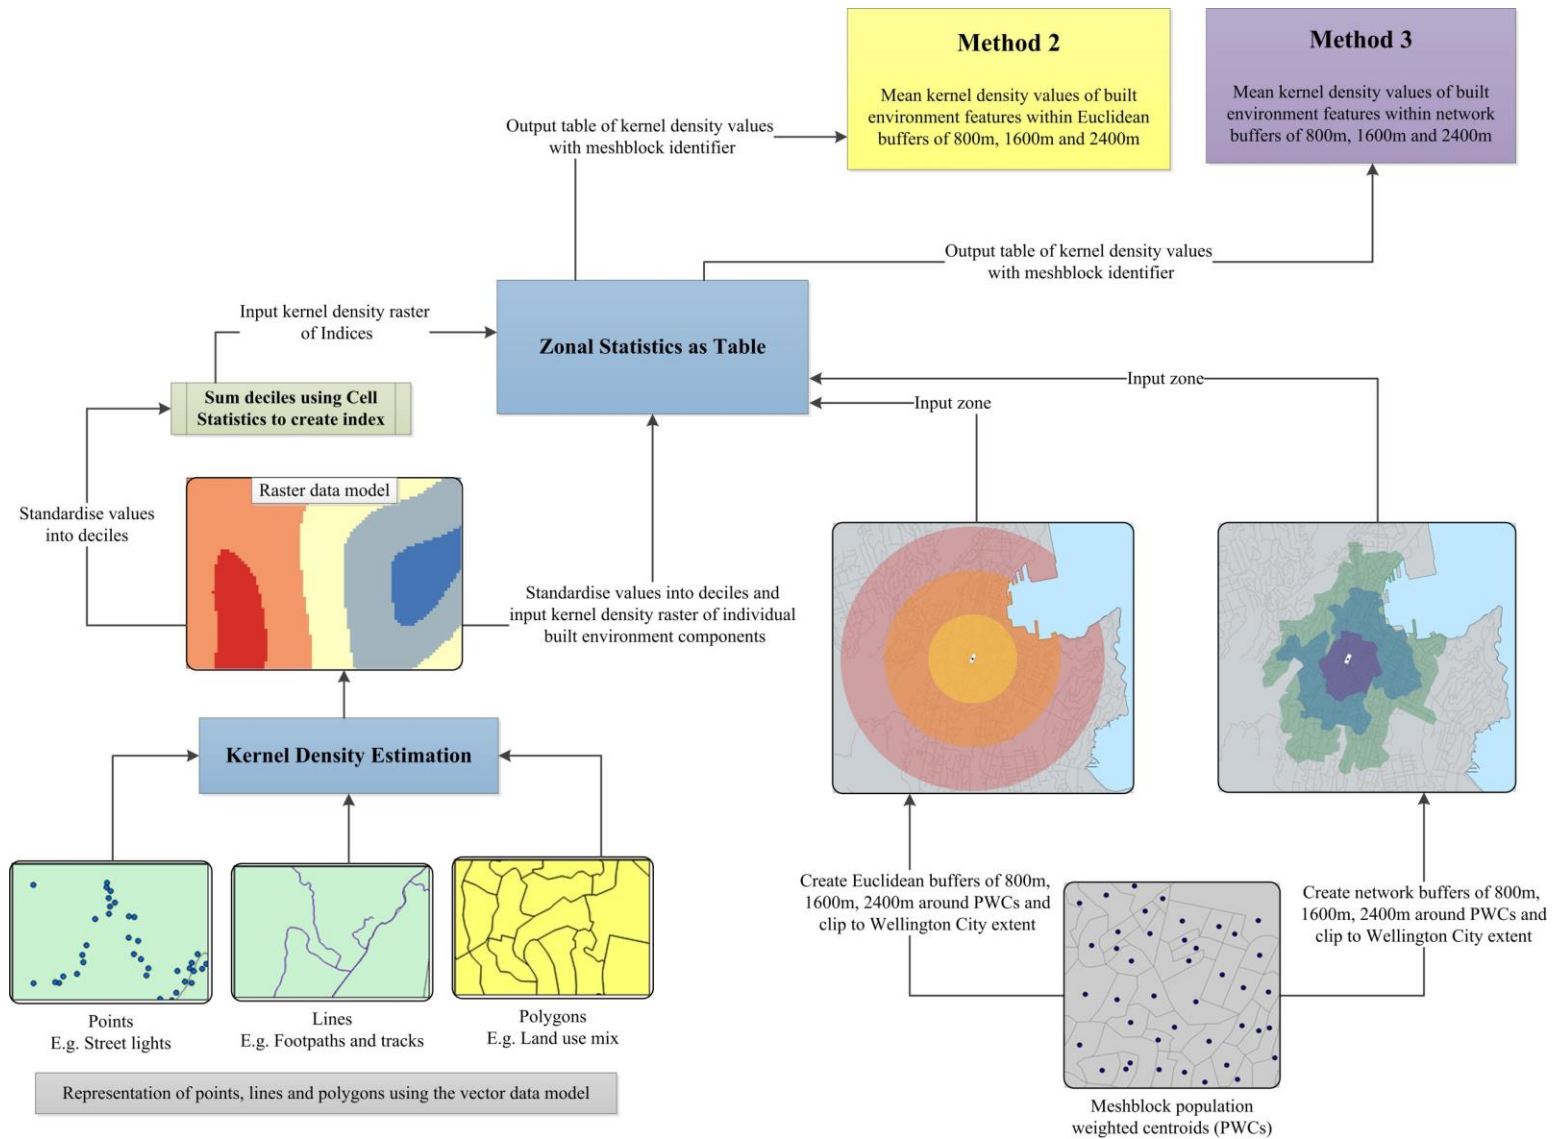 Method 2
Mean kernel density values of built
environment features within Euclidean
buffers of 800m, 1600m and 2400m
Method 3
Mean kernel density values of built
environment features within network
buffers of 800m, 1600m and 2400m
Output table of kernel density values
with meshblock identifier
Output table of kernel density values
with meshblock identifier
Input kernel density raster
of Indices
Zonal Statistics as Table
Input zone
Input zone
Sum deciles using Cell
Statistics to create index
Raster data model
Standardise values
into deciles
Standardise values into deciles and
input kernel density raster of individual
built environment components
Kernel Density Estimation
Create Euclidean buffers of 800m,
1600m, 2400m around PWCs and
clip to Wellington City extent
Create network buffers of 800m,
1600m, 2400m around PWCs and
clip to Wellington City extent
Points
E.g. Street lights
Lines
E.g. Footpaths and tracks
Polygons
E.g. Land use mix
Representation of points, lines and polygons using the vector data model
Meshblock population
weighted centroids (PWCs)